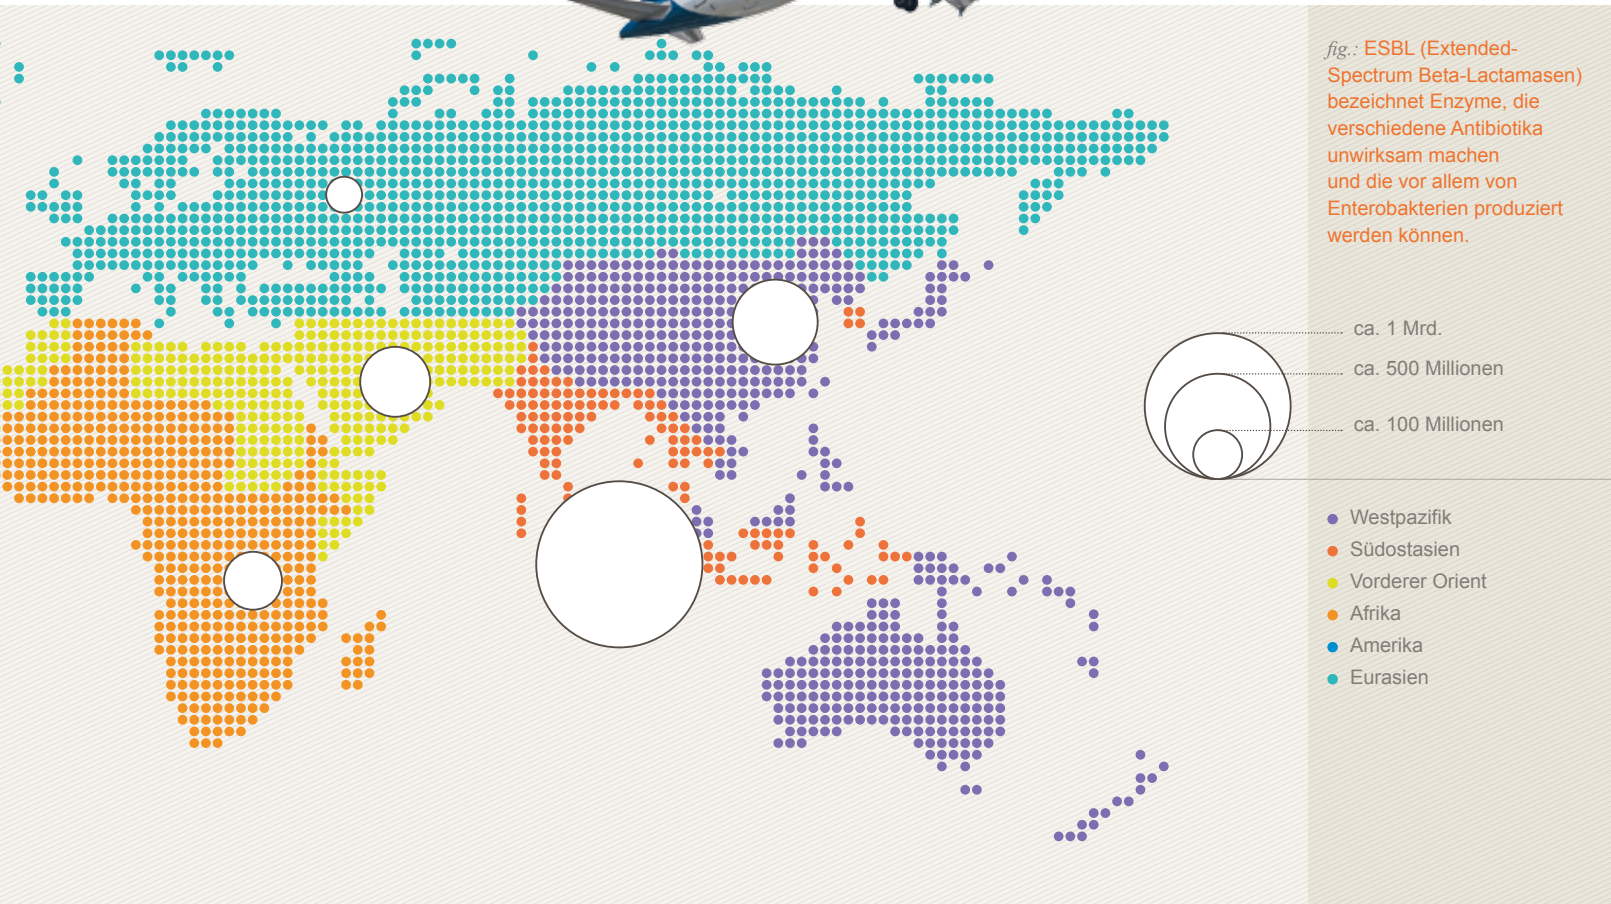 fig.: ESBL (Extended-
Spectrum Beta-Lactamasen)
bezeichnet Enzyme, die
verschiedene Antibiotika
unwirksam machen
und die vor allem von
Enterobakterien produziert
werden können.
ca. 1 Mrd.
ca. 500 Millionen
ca. 100 Millionen
Westpazifik
Südostasien
Vorderer Orient
Afrika
Amerika
Eurasien